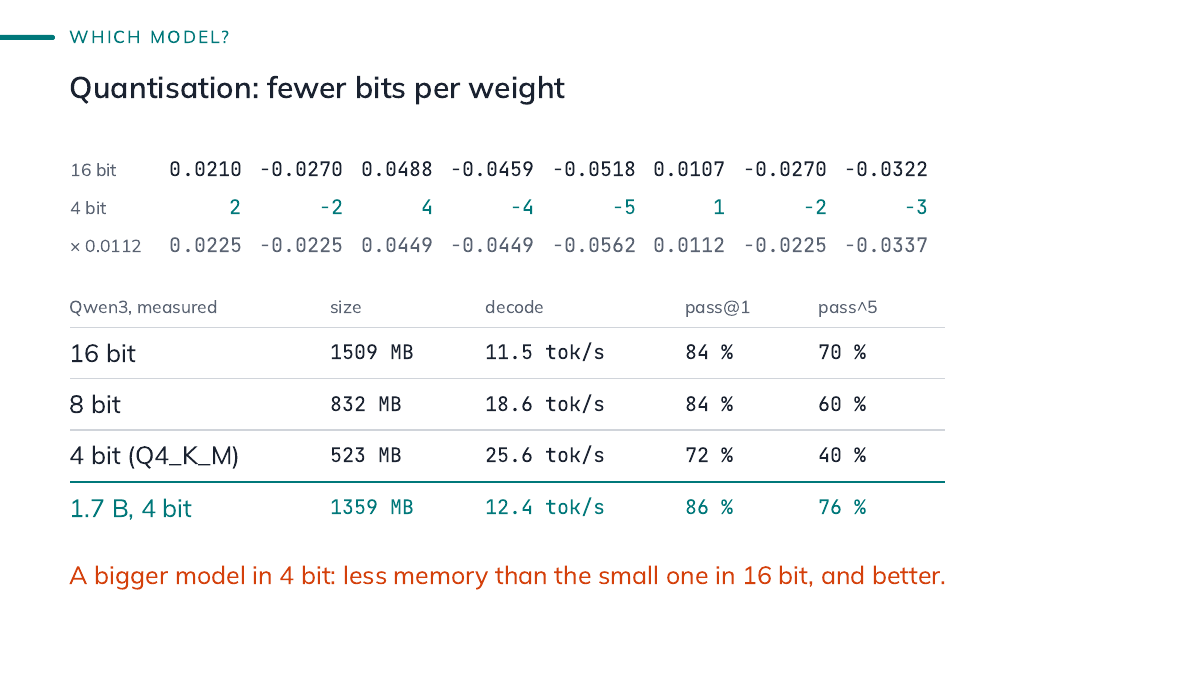 WHICH MODEL?
Quantisation: fewer bits per weight
16 bit 0.0210 -0.0270 0.0488 -0.0459 -0.0518 0.0107 -0.0270 -0.0322
4 bit 2 -2 4 -4 -5 1 -2 -3
× 0.0112 0.0225 -0.0225 0.0449 -0.0449 -0.0562 0.0112 -0.0225 -0.0337
Qwen3, measured size decode pass@1 pass^5
16 bit 1509 MB 11.5 tok/s 84 % 70 %
8 bit 832 MB 18.6 tok/s 84 % 60 %
4 bit (Q4_K_M) 523 MB 25.6 tok/s 72 % 40 %
1.7 B, 4 bit 1359 MB 12.4 tok/s 86 % 76 %
A bigger model in 4 bit: less memory than the small one in 16 bit, and better.